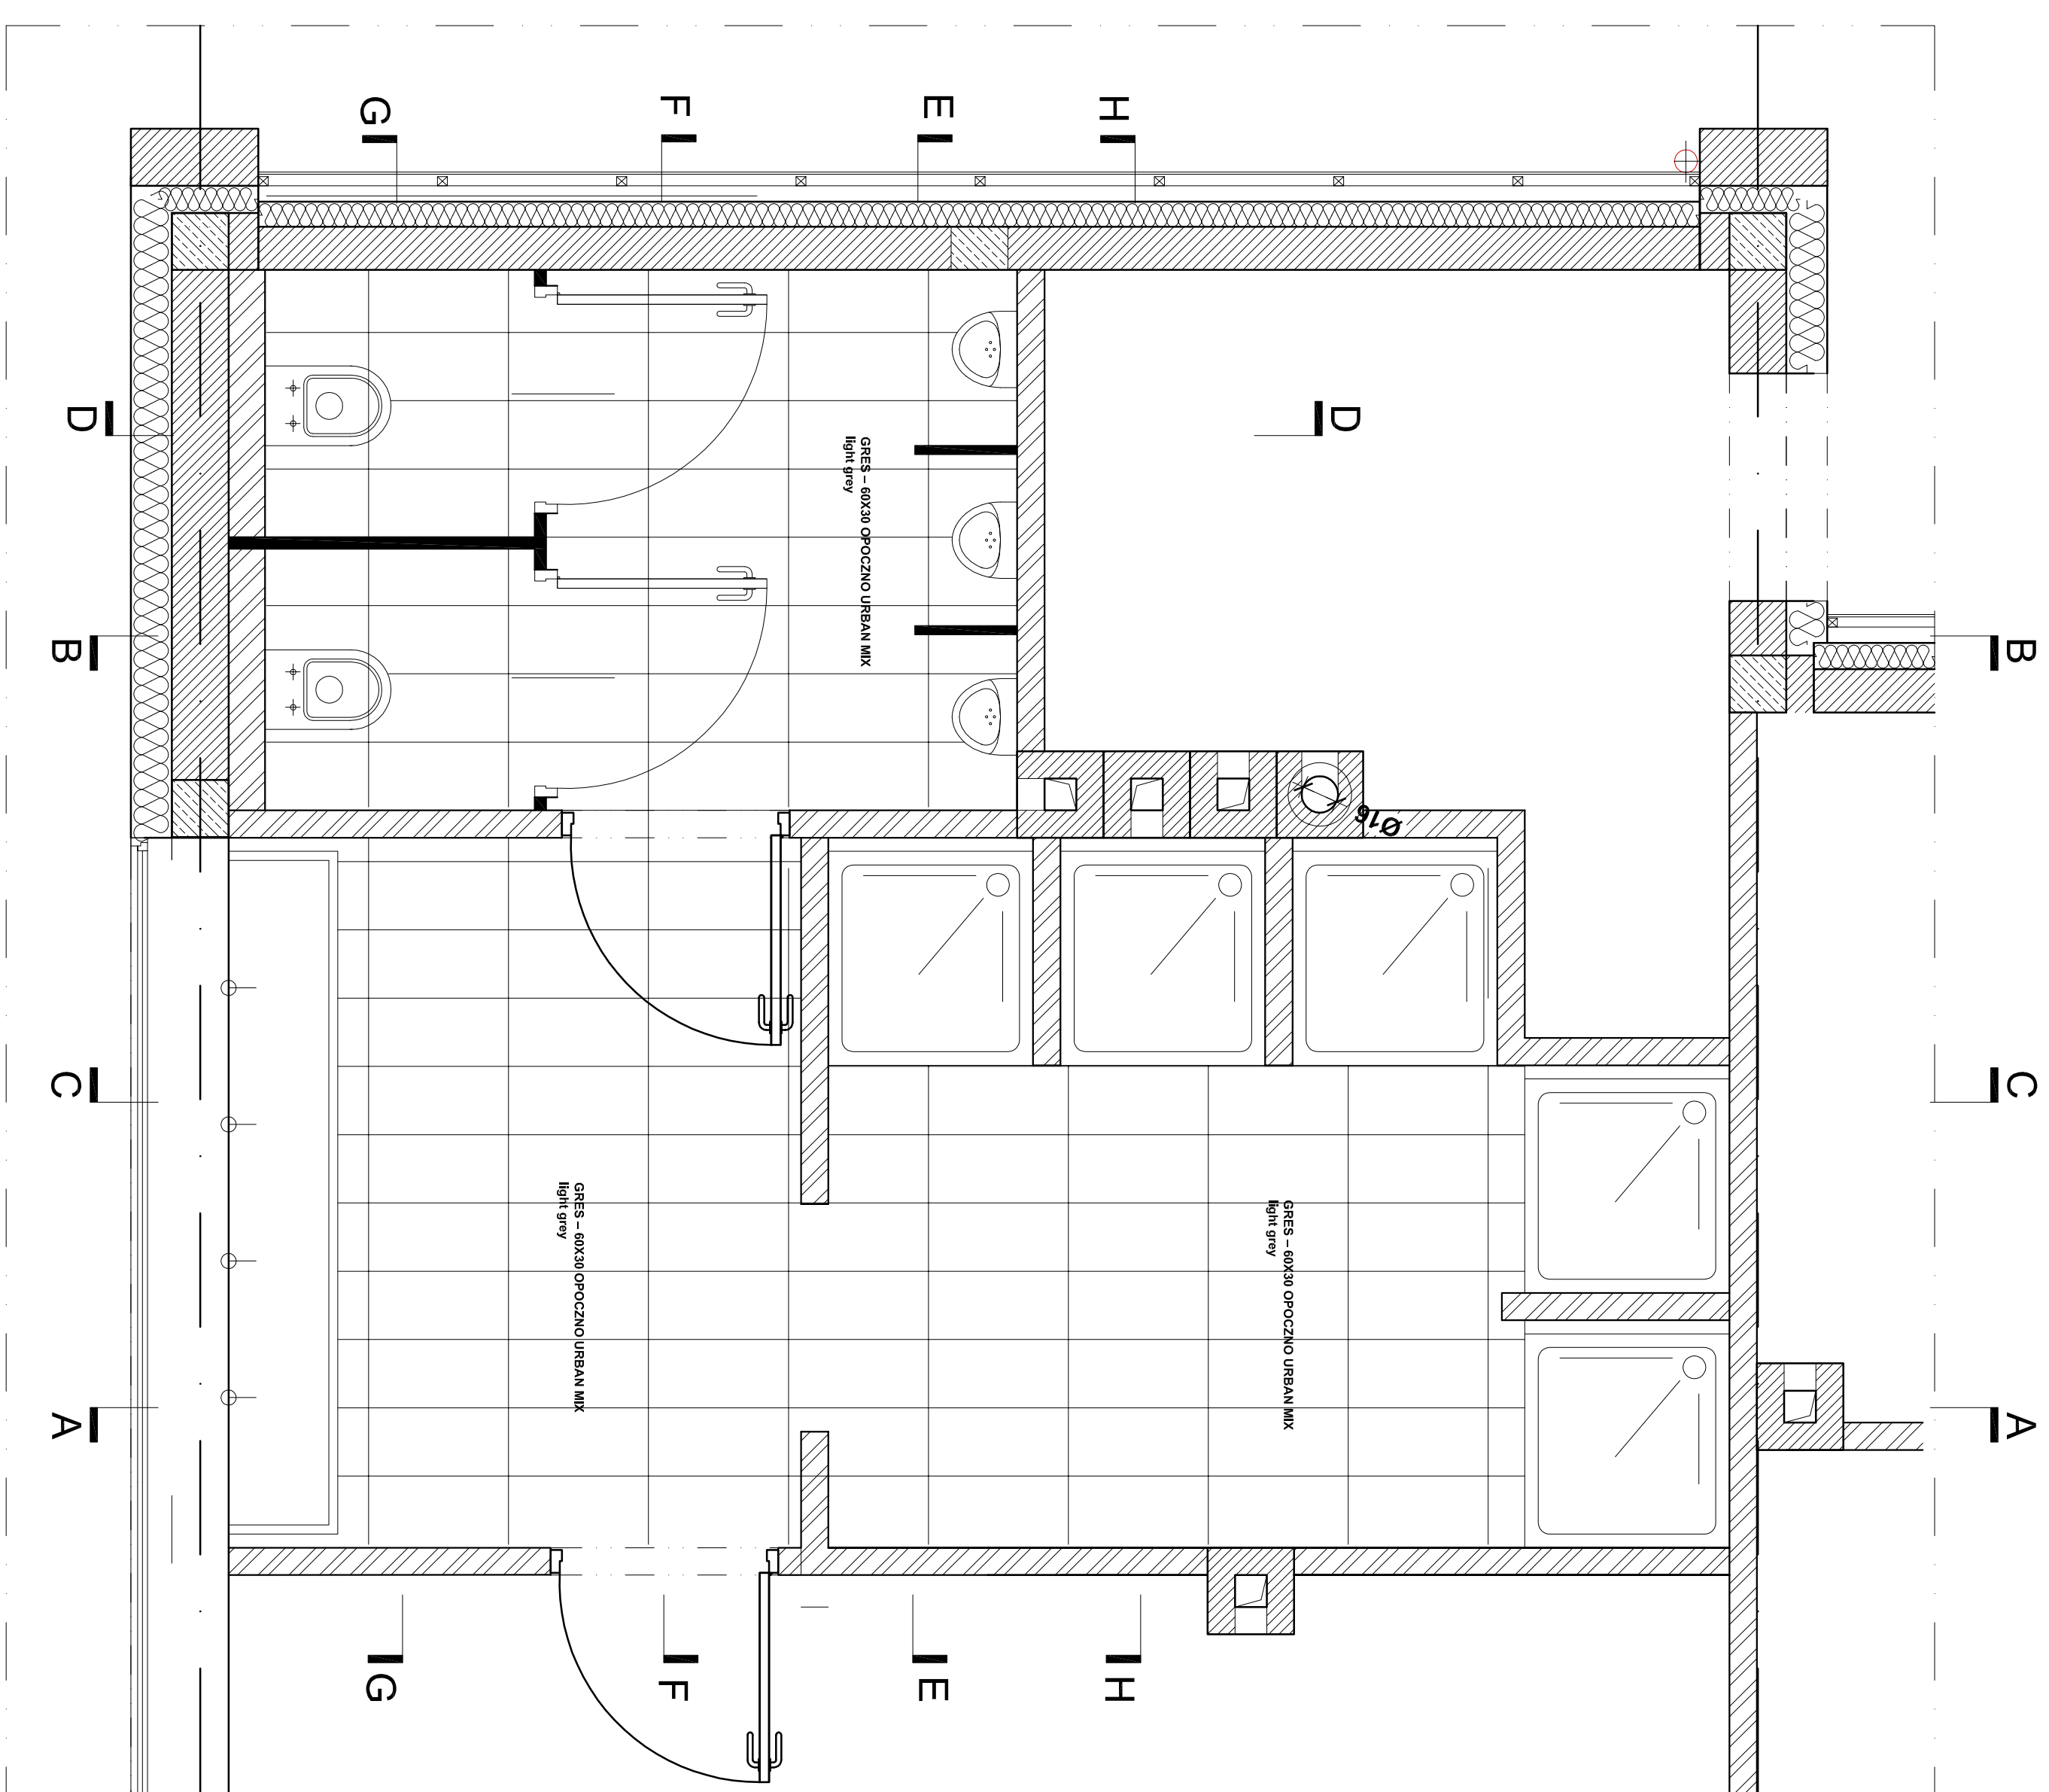 G
F
E
H
D
D
GRES – 60X30 OPOCZNO URBAN MIX
light grey
B
B
Ø16
C
C
GRES – 60X30 OPOCZNO URBAN MIX
light grey
GRES – 60X30 OPOCZNO URBAN MIX
light grey
A
A
G
F
E
H